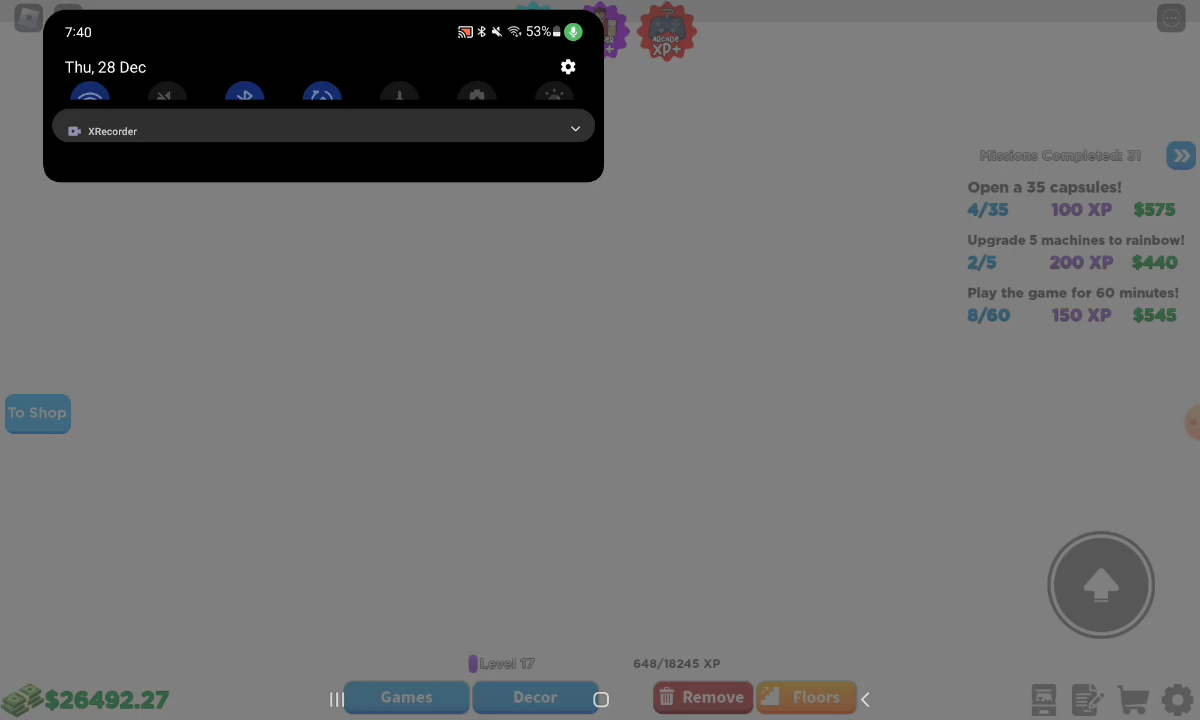 7:40
53%
Thu, 28 Dec
XRecorder
ARCADE
XP+
Missions Completed: 31
Open a 35 capsules!
4/35 100 XP $575
Upgrade 5 machines to rainbow!
2/5 200 XP $440
Play the game for 60 minutes!
8/60 150 XP $545
To Shop
Level 17
648/18245 XP
$26492.27
Games
Decor
Remove
Floors